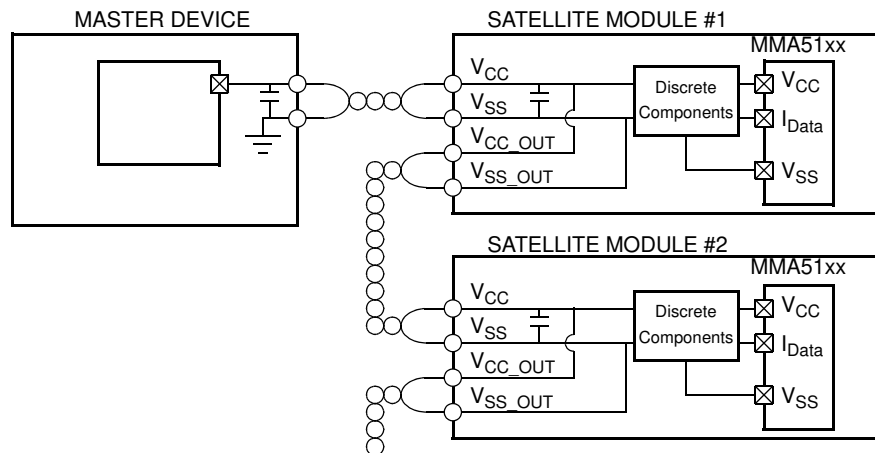 MASTER DEVICE
SATELLITE MODULE #1
MMA51xx
VCC
VSS
VCC_OUT
VSS_OUT
Discrete
Components
VCC
IData
VSS
SATELLITE MODULE #2
MMA51xx
VCC
VSS
VCC_OUT
VSS_OUT
Discrete
Components
VCC
IData
VSS